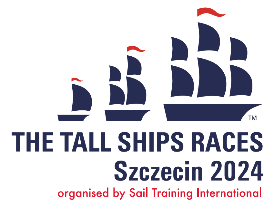 TM
THE TALL SHIPS RACES
Szczecin 2024
organised by Sail Training International